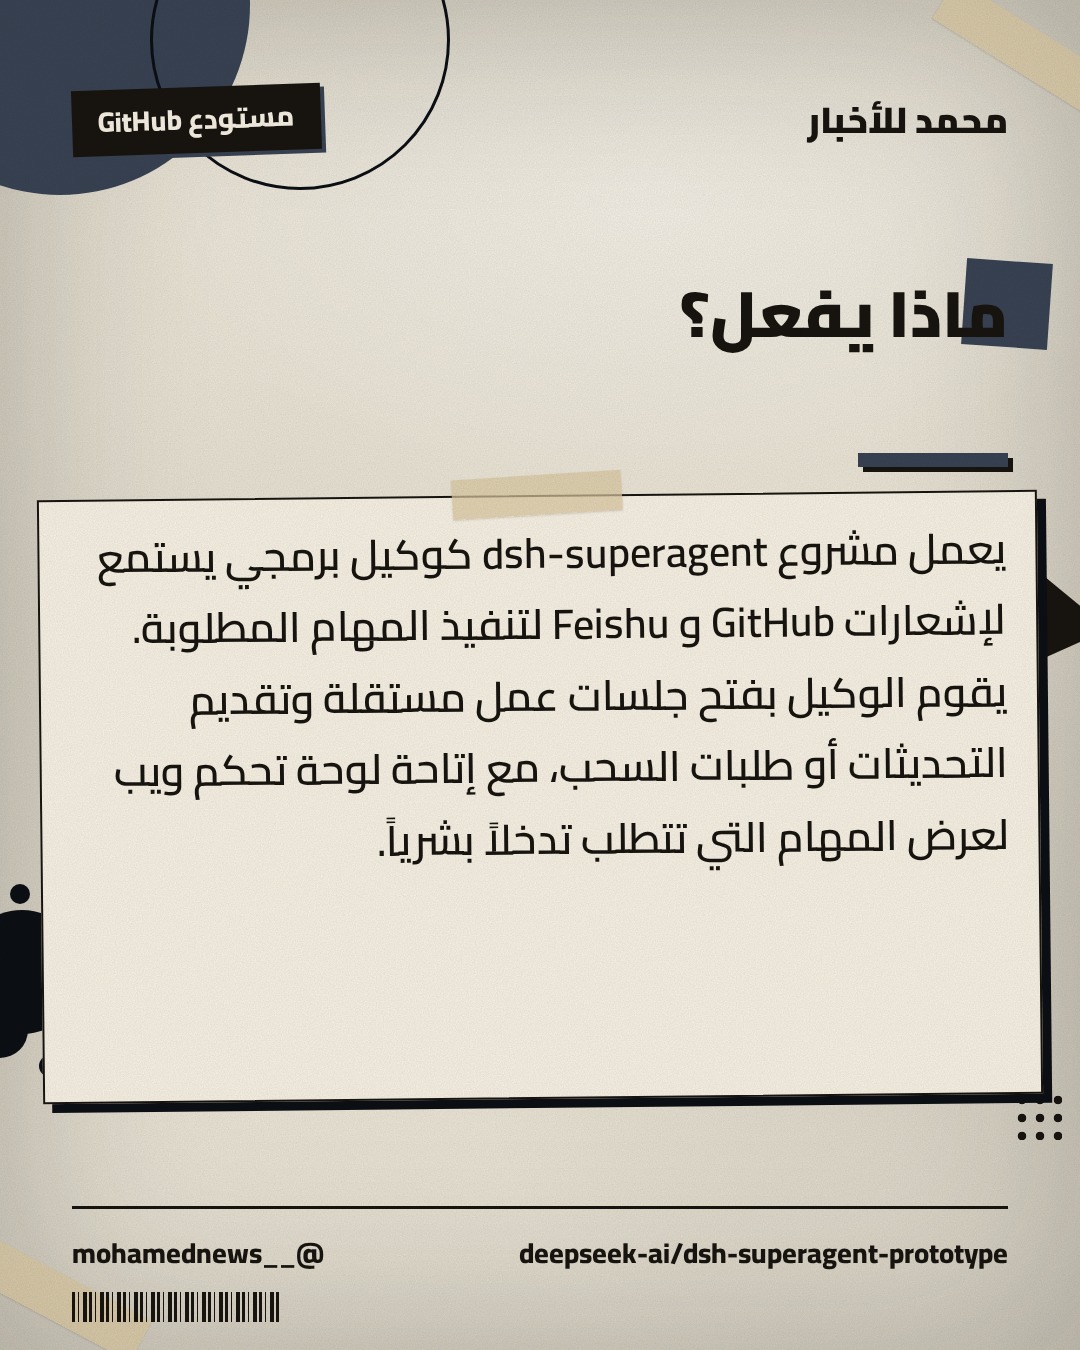 محمد للأخبار
مستودع GitHub
ماذا يفعل؟
يعمل مشروع dsh-superagent كوكيل برمجي يستمع
لإشعارات GitHub و Feishu لتنفيذ المهام المطلوبة.
يقوم الوكيل بفتح جلسات عمل مستقلة وتقديم
التحديثات أو طلبات السحب، مع إتاحة لوحة تحكم ويب
لعرض المهام التي تتطلب تدخلاً بشرياً.
deepseek-ai/dsh-superagent-prototype
mohamednews__@